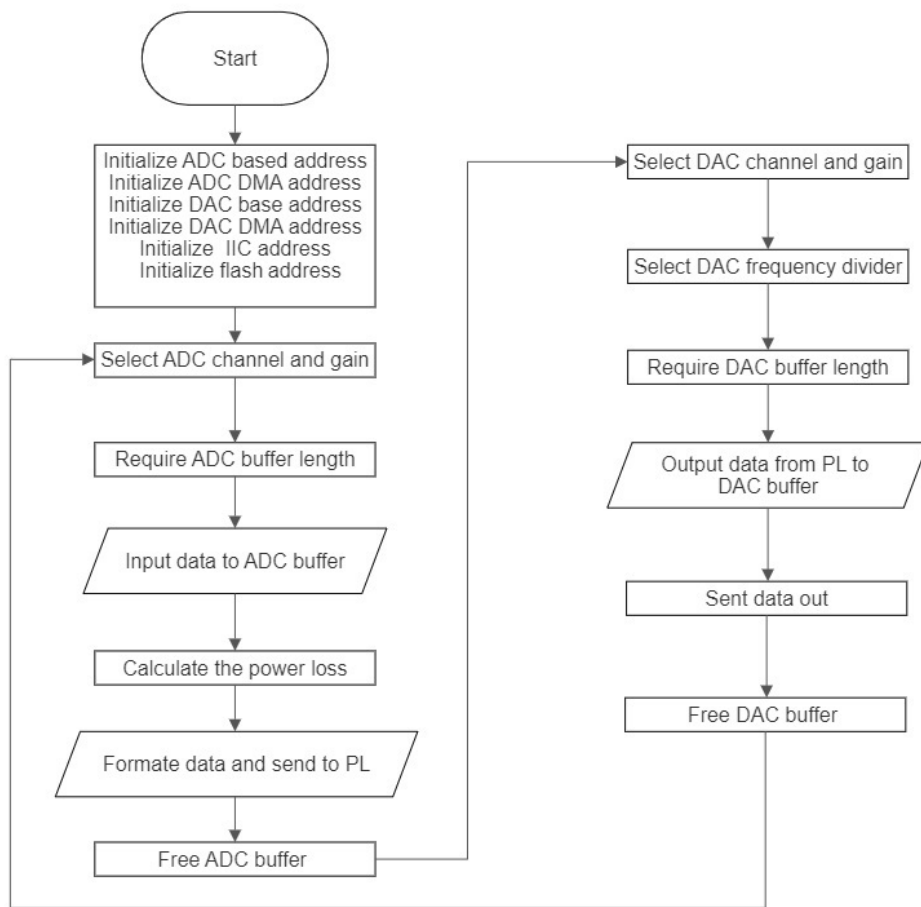 Start
Initialize ADC based address
Initialize ADC DMA address
Initialize DAC base address
Initialize DAC DMA address
Initialize IIC address
Initialize flash address
Select ADC channel and gain
Require ADC buffer length
Input data to ADC buffer
Calculate the power loss
Formate data and send to PL
Free ADC buffer
Select DAC channel and gain
Select DAC frequency divider
Require DAC buffer length
Output data from PL to
DAC buffer
Sent data out
Free DAC buffer